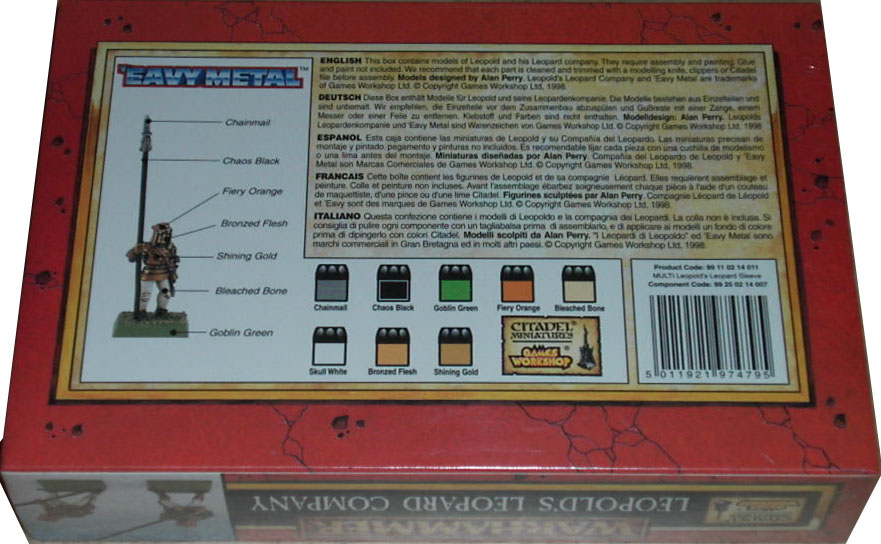 'EAVY METAL™
Chainmail
Chaos Black
Fiery Orange
Bronzed Flesh
Shining Gold
Bleached Bone
Goblin Green
ENGLISH This box contains models of Leopold and his Leopard company. They require assembly and painting. Glue
and paint not included. We recommend that each part is cleaned and trimmed with a modelling knife, clippers or Citadel
file before assembly. Models designed by Alan Perry. Leopold's Leopard Company and 'Eavy Metal are trademarks
of Games Workshop Ltd. © Copyright Games Workshop Ltd, 1998.
DEUTSCH Diese Box enthält Modelle für Leopold und seine Leopardenkompanie. Die Modelle bestehen aus Einzelteilen und
sind unbemalt. Wir empfehlen, die Einzelteile vor dem Zusammenbau abzuspülen und Gußreste mit einer Zange, einem
Messer oder einer Feile zu entfernen. Klebstoff und Farben sind nicht enthalten. Modelldesign: Alan Perry. Leopolds
Leopardenkompanie und 'Eavy Metal sind Warenzeichen von Games Workshop Ltd. © Copyright Games Workshop Ltd. 1998
ESPANOL Esta caja contiene las miniaturas de Leopold y su Compañia del Leopardo. Las miniaturas precisan de
montaje y pintado, pegamento y pinturas no incluidos. Es recomendable lijar cada pieza con una cuchilla de modelismo
o una lima antes del montaje. Miniaturas diseñadas por Alan Perry. Compañía del Leopardo de Leopold y 'Eavy
Metal son Marcas Comerciales de Games Workshop Ltd. © Copyright Games Workshop Ltd, 1998.
FRANCAIS Cette boîte contient les figurines de Leopold et de sa compagnie Léopard. Elles requierent assemblage et
peinture. Colle et peinture non incluses. Avant l'assemblage ébarbez soigneusement chaque pièce à l'aide d'un couteau
de maquettiste, d'une pince ou d'une lime Citadel. Figurines sculptées par Alan Perry. Compagnie Léopard de Léopold
et 'Eavy sont des marques de Games Workshop Ltd. © Copyright Games Workshop Ltd, 1998.
ITALIANO Questa confezione contiene i modelli di Leopoldo e la compagnia dei Leopardi. La colla non è inclusa. Si
consiglia di pulire ogni componente con un tagliabalsa prima di assemblarlo, e di applicare ai modelli un fondo di colore
prima di dipingerlo con colori Citadel. Modelli scolpiti da Alan Perry. "I Leopardi di Leopoldo" ed 'Eavy Metal sono
marchi commerciali in Gran Bretagna ed in molti altri paesi. © Copyright Games Workshop Ltd, 1998.
Chainmail
Chaos Black
Goblin Green
Fiery Orange
Bleached Bone
Skull White
Bronzed Flesh
Shining Gold
CITADEL®
MINIATURES
GAMES
WORKSHOP®
Product Code: 99 11 02 14 011
MULTI Leopold's Leopard Sleeve
Component Code: 99 25 02 14 007
5 011921 974795
LEOPOLD'S LEOPARD COMPANY
WARHAMMER